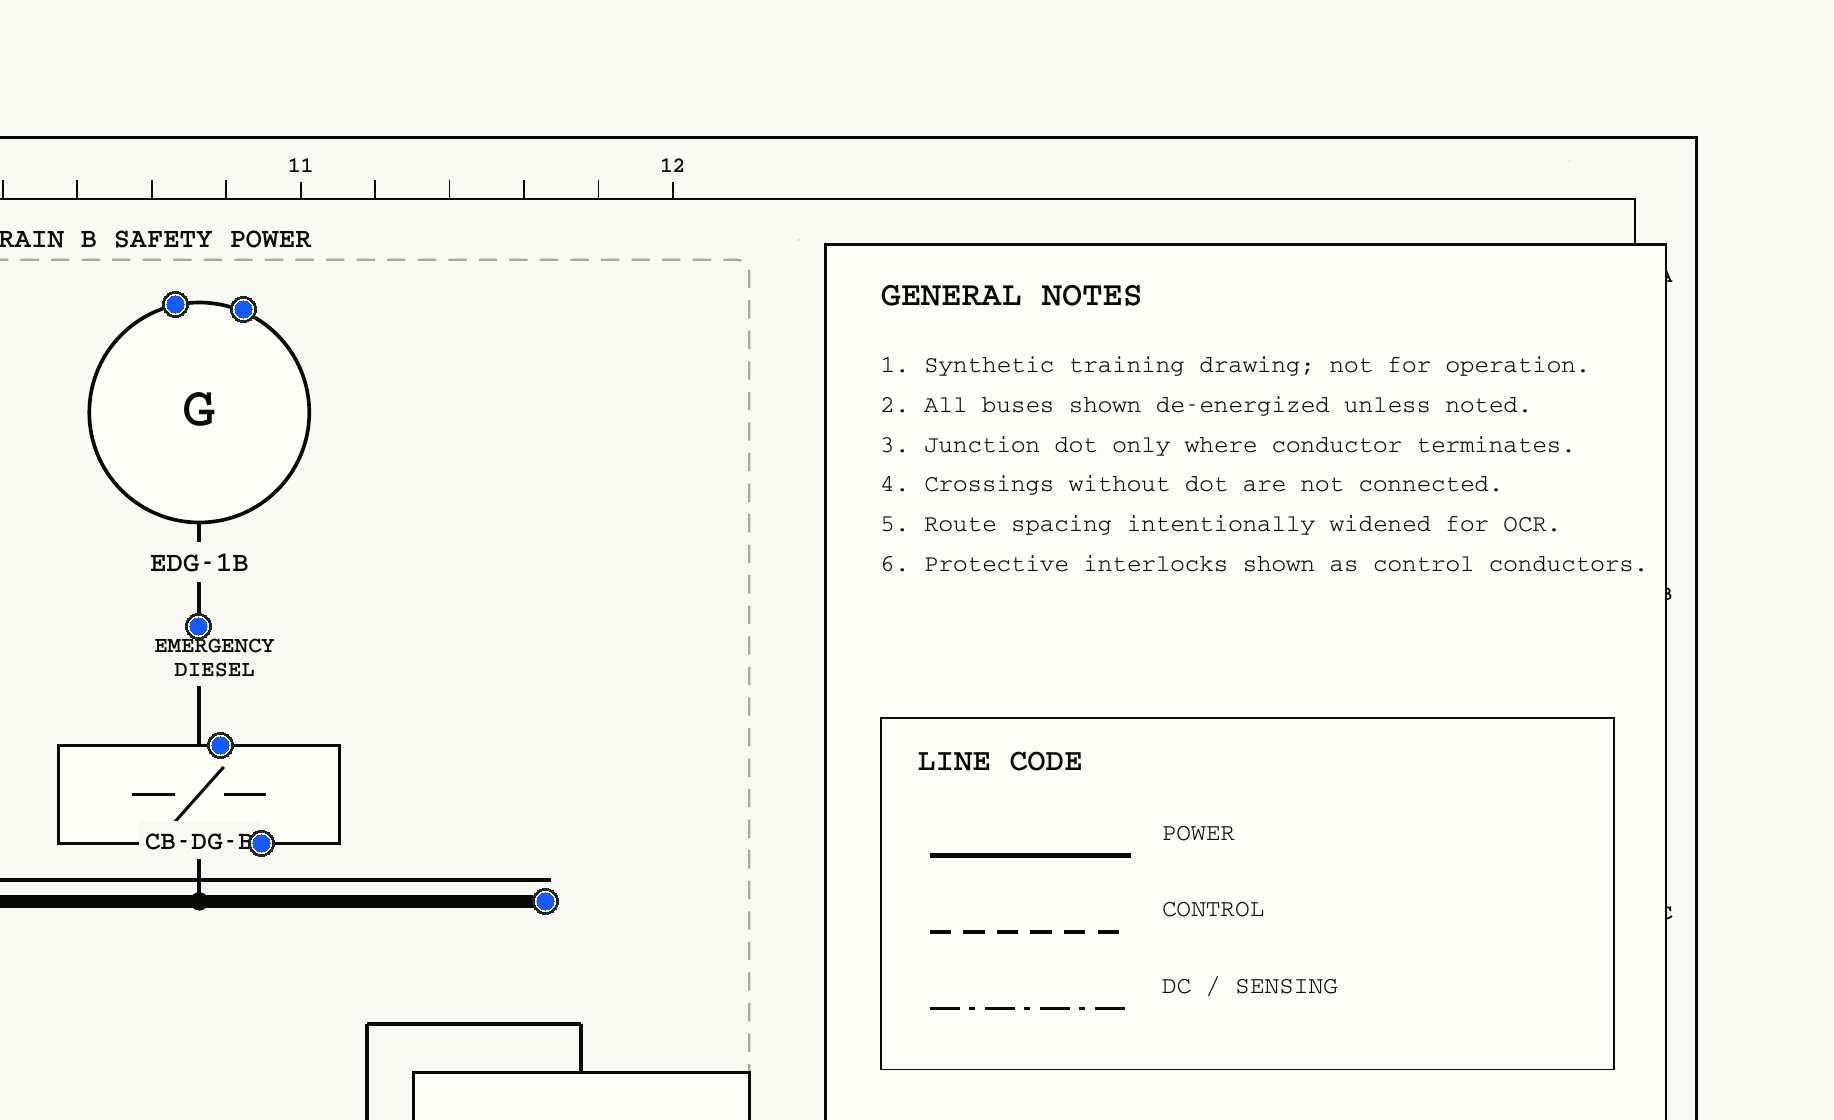 11 12
RAIN B SAFETY POWER
G
EDG-1B
EMERGENCY
DIESEL
CB-DG-B
GENERAL NOTES
1. Synthetic training drawing; not for operation.
2. All buses shown de-energized unless noted.
3. Junction dot only where conductor terminates.
4. Crossings without dot are not connected.
5. Route spacing intentionally widened for OCR.
6. Protective interlocks shown as control conductors.
LINE CODE
POWER
CONTROL
DC / SENSING